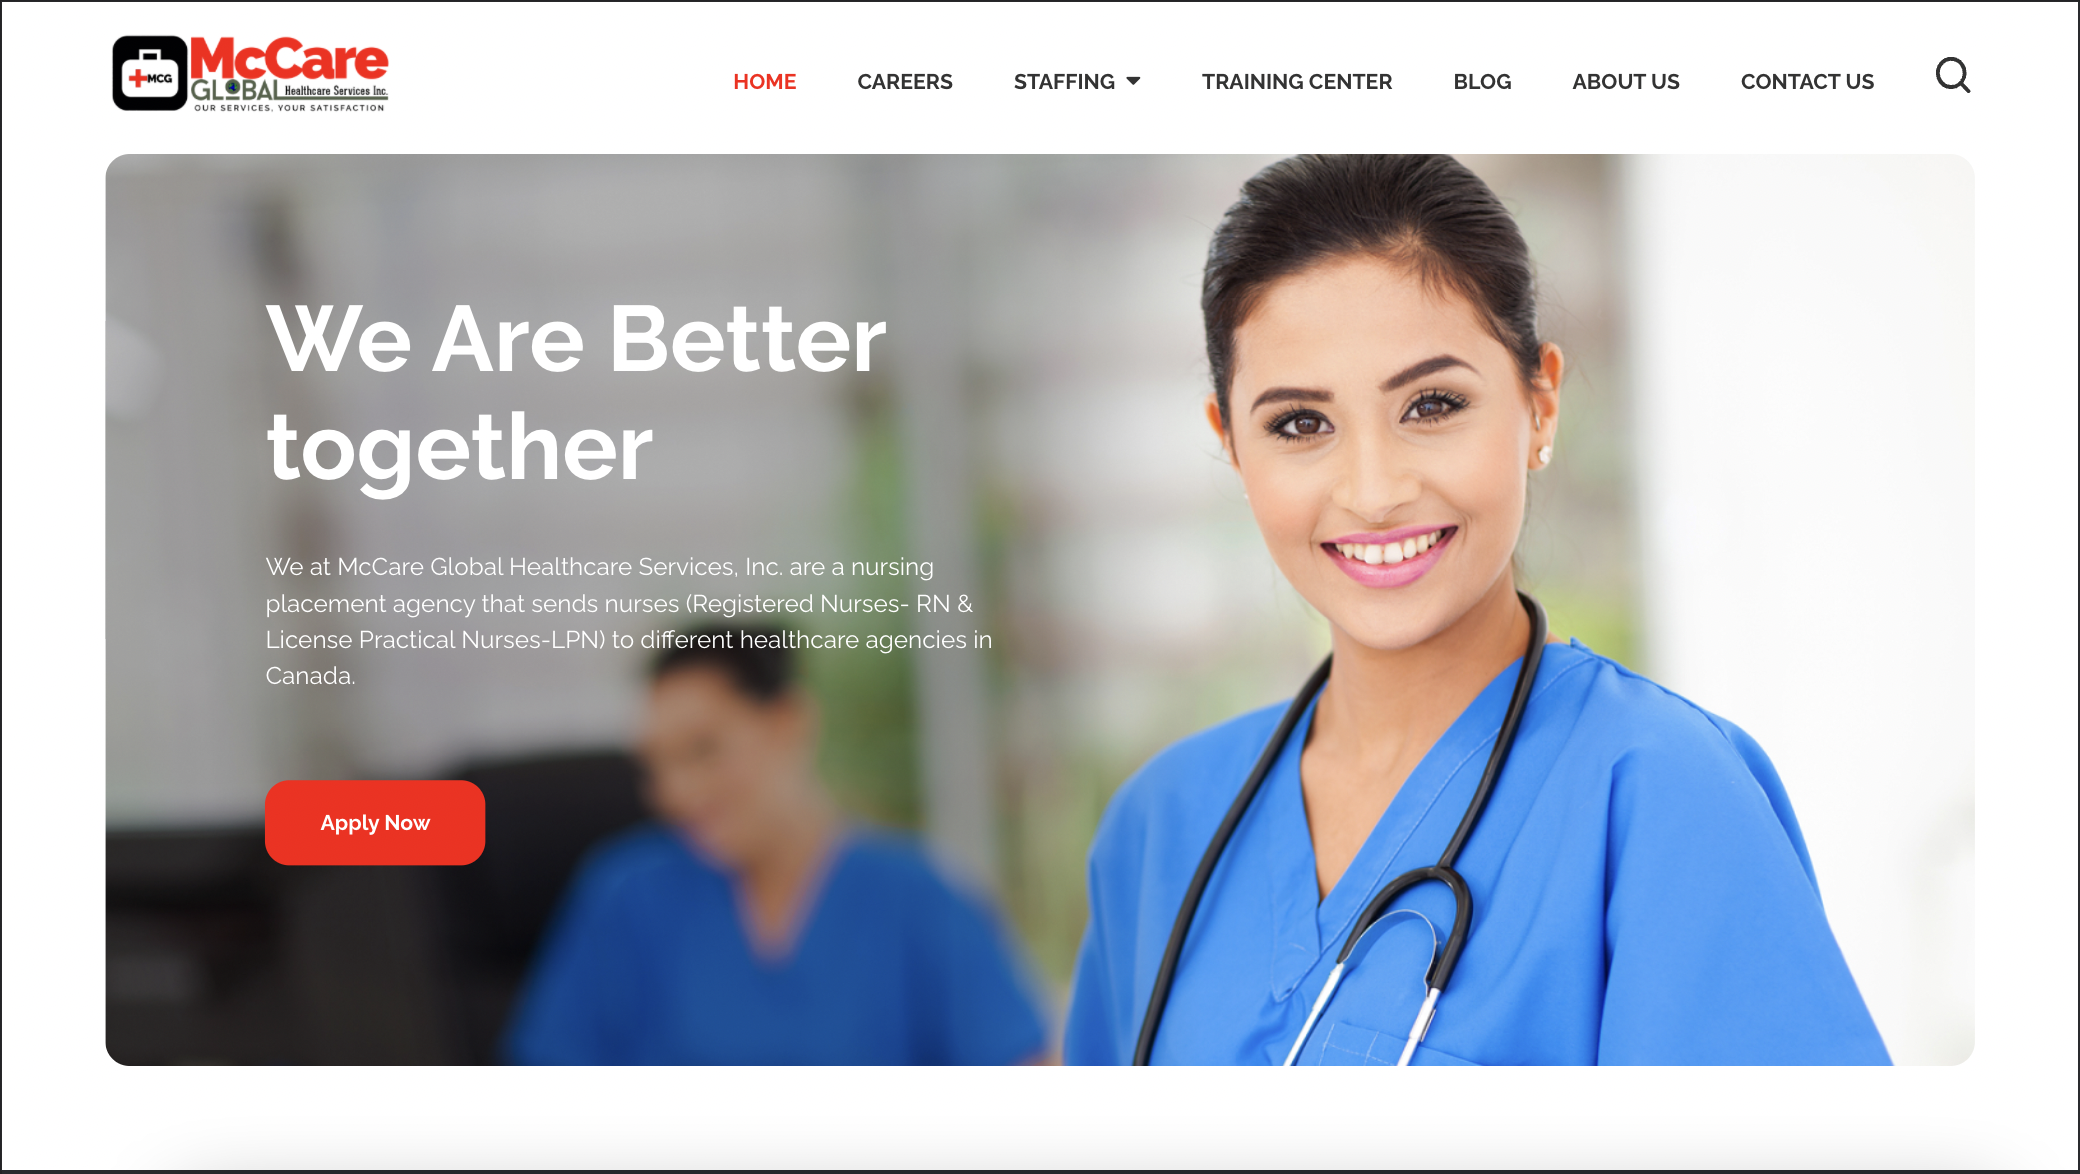 MCG
McCare
GLOBAL Healthcare Services Inc.
OUR SERVICES, YOUR SATISFACTION
HOME CAREERS STAFFING TRAINING CENTER BLOG ABOUT US CONTACT US
We Are Better
together
We at McCare Global Healthcare Services, Inc. are a nursing
placement agency that sends nurses (Registered Nurses- RN &
License Practical Nurses-LPN) to different healthcare agencies in
Canada.
Apply Now